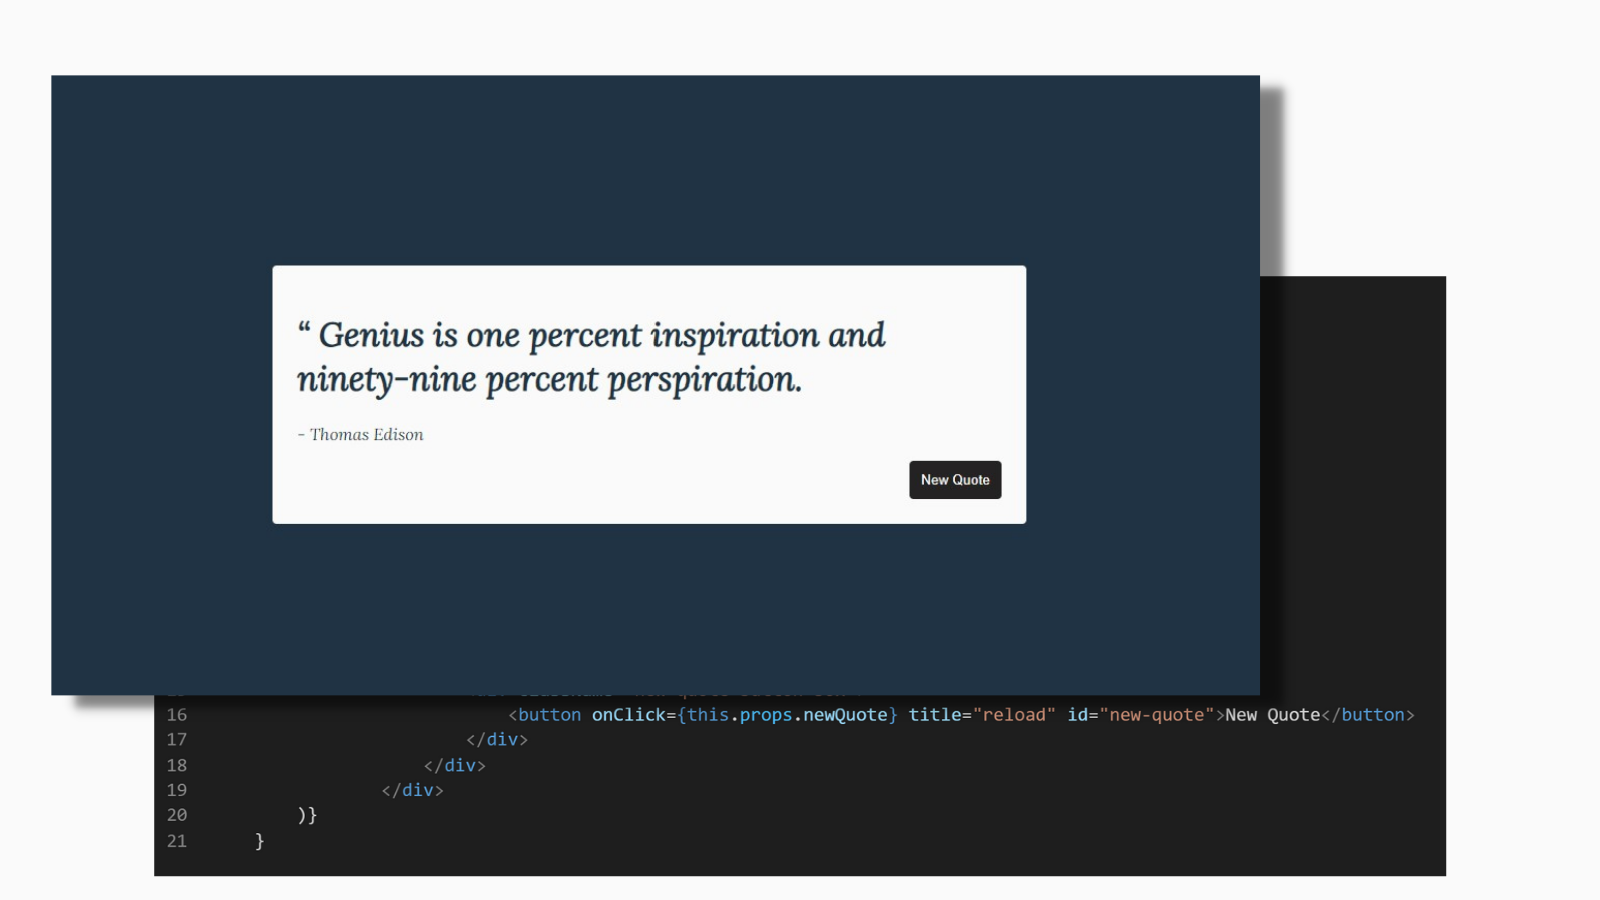 “ Genius is one percent inspiration and
ninety-nine percent perspiration.
- Thomas Edison
New Quote
16 <button onClick={this.props.newQuote} title="reload" id="new-quote">New Quote</button>
17 </div>
18 </div>
19 </div>
20 )}
21 }